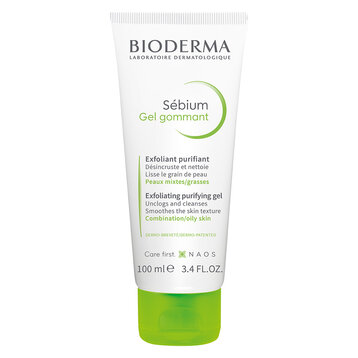 BIODERMA
LABORATOIRE DERMATOLOGIQUE
Sébium
Gel gommant
Exfoliant purifiant
Désincruste et nettoie
Lisse le grain de peau
Peaux mixtes/grasses
Exfoliating purifying gel
Unclogs and cleanses
Smoothes the skin texture
Combination/oily skin
DERMO-BREVETÉ/DERMO-PATENTED
Care first NAOS
100 ml℮ 3.4 FL.OZ.